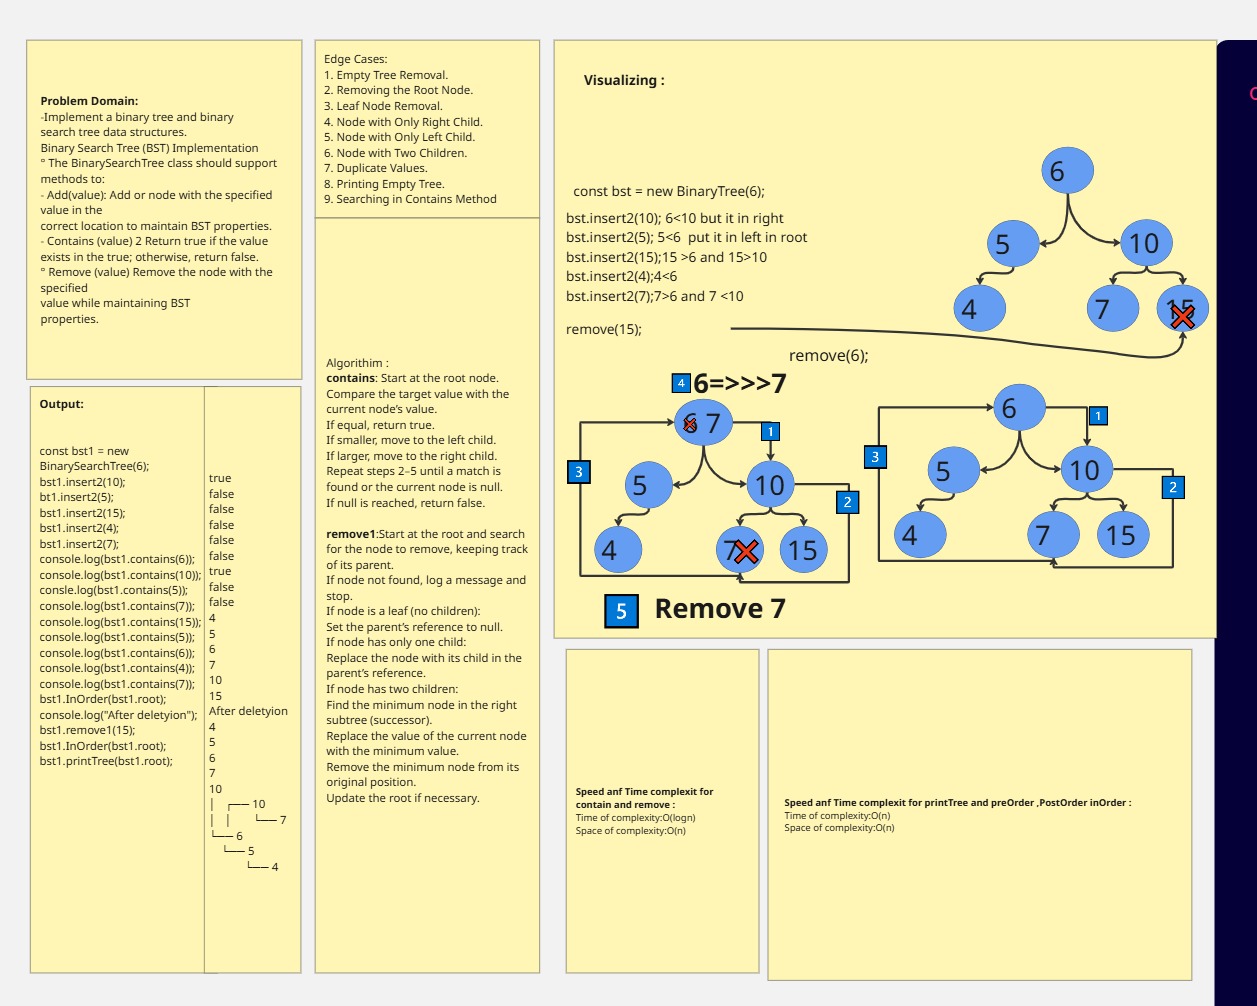 Problem Domain:
-Implement a binary tree and binary
search tree data structures.
Binary Search Tree (BST) Implementation
° The BinarySearchTree class should support
methods to:
- Add(value): Add or node with the specified
value in the
correct location to maintain BST properties.
- Contains (value) 2 Return true if the value
exists in the true; otherwise, return false.
° Remove (value) Remove the node with the
specified
value while maintaining BST
properties.
Output:
const bst1 = new
BinarySearchTree(6);
bst1.insert2(10);
bt1.insert2(5);
bst1.insert2(15);
bst1.insert2(4);
bst1.insert2(7);
console.log(bst1.contains(6));
console.log(bst1.contains(10));
consle.log(bst1.contains(5));
console.log(bst1.contains(7));
console.log(bst1.contains(15));
console.log(bst1.contains(5));
console.log(bst1.contains(6));
console.log(bst1.contains(4));
console.log(bst1.contains(7));
bst1.InOrder(bst1.root);
console.log("After deletyion");
bst1.remove1(15);
bst1.InOrder(bst1.root);
bst1.printTree(bst1.root);
true
false
false
false
false
false
true
false
false
4
5
6
7
10
15
After deletyion
4
5
6
7
10
│ ┌── 10
│ │ └── 7
└── 6
└── 5
└── 4
Edge Cases:
1. Empty Tree Removal.
2. Removing the Root Node.
3. Leaf Node Removal.
4. Node with Only Right Child.
5. Node with Only Left Child.
6. Node with Two Children.
7. Duplicate Values.
8. Printing Empty Tree.
9. Searching in Contains Method
Algorithim :
contains: Start at the root node.
Compare the target value with the
current node's value.
If equal, return true.
If smaller, move to the left child.
If larger, move to the right child.
Repeat steps 2–5 until a match is
found or the current node is null.
If null is reached, return false.
remove1:Start at the root and search
for the node to remove, keeping track
of its parent.
If node not found, log a message and
stop.
If node is a leaf (no children):
Set the parent's reference to null.
If node has only one child:
Replace the node with its child in the
parent's reference.
If node has two children:
Find the minimum node in the right
subtree (successor).
Replace the value of the current node
with the minimum value.
Remove the minimum node from its
original position.
Update the root if necessary.
Visualizing :
const bst = new BinaryTree(6);
bst.insert2(10); 6<10 but it in right
bst.insert2(5); 5<6 put it in left in root
bst.insert2(15);15 >6 and 15>10
bst.insert2(4);4<6
bst.insert2(7);7>6 and 7 <10
remove(15);
6
5 10
4 7 15
remove(6);
4 6=>>>7
6 7
1
3
5 10
2
4 7 15
5 Remove 7
6
1
3
5 10
2
4 7 15
Speed anf Time complexit for
contain and remove :
Time of complexity:O(logn)
Space of complexity:O(n)
Speed anf Time complexit for printTree and preOrder ,PostOrder inOrder :
Time of complexity:O(n)
Space of complexity:O(n)